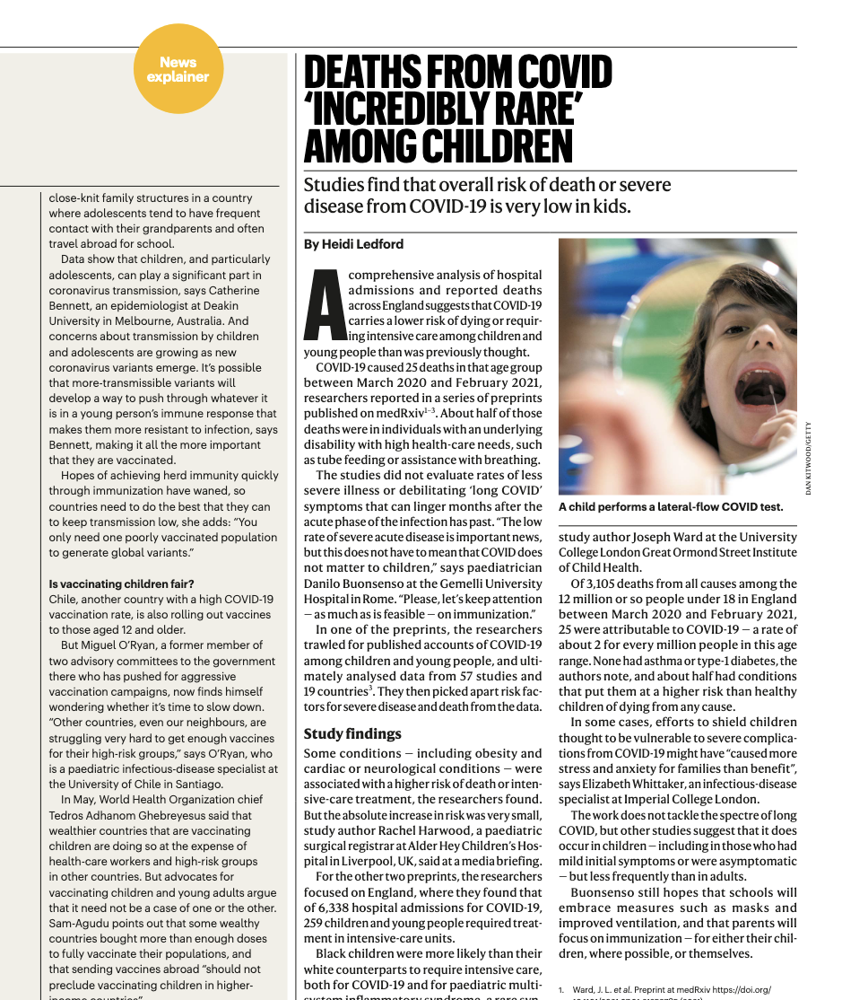 News
explainer
close-knit family structures in a country
where adolescents tend to have frequent
contact with their grandparents and often
travel abroad for school.
Data show that children, and particularly
adolescents, can play a significant part in
coronavirus transmission, says Catherine
Bennett, an epidemiologist at Deakin
University in Melbourne, Australia. And
concerns about transmission by children
and adolescents are growing as new
coronavirus variants emerge. It’s possible
that more-transmissible variants will
develop a way to push through whatever it
is in a young person’s immune response that
makes them more resistant to infection, says
Bennett, making it all the more important
that they are vaccinated.
Hopes of achieving herd immunity quickly
through immunization have waned, so
countries need to do the best that they can
to keep transmission low, she adds: “You
only need one poorly vaccinated population
to generate global variants.”
Is vaccinating children fair?
Chile, another country with a high COVID-19
vaccination rate, is also rolling out vaccines
to those aged 12 and older.
But Miguel O’Ryan, a former member of
two advisory committees to the government
there who has pushed for aggressive
vaccination campaigns, now finds himself
wondering whether it’s time to slow down.
“Other countries, even our neighbours, are
struggling very hard to get enough vaccines
for their high-risk groups,” says O’Ryan, who
is a paediatric infectious-disease specialist at
the University of Chile in Santiago.
In May, World Health Organization chief
Tedros Adhanom Ghebreyesus said that
wealthier countries that are vaccinating
children are doing so at the expense of
health-care workers and high-risk groups
in other countries. But advocates for
vaccinating children and young adults argue
that it need not be a case of one or the other.
Sam-Agudu points out that some wealthy
countries bought more than enough doses
to fully vaccinate their populations, and
that sending vaccines abroad “should not
preclude vaccinating children in higher-
income countries”.
DEATHS FROM COVID
‘INCREDIBLY RARE’
AMONG CHILDREN
Studies find that overall risk of death or severe
disease from COVID-19 is very low in kids.
By Heidi Ledford
A comprehensive analysis of hospital
admissions and reported deaths
across England suggests that COVID-19
carries a lower risk of dying or requir-
ing intensive care among children and
young people than was previously thought.
COVID-19 caused 25 deaths in that age group
between March 2020 and February 2021,
researchers reported in a series of preprints
published on medRxiv1–3. About half of those
deaths were in individuals with an underlying
disability with high health-care needs, such
as tube feeding or assistance with breathing.
The studies did not evaluate rates of less
severe illness or debilitating ‘long COVID’
symptoms that can linger months after the
acute phase of the infection has past. “The low
rate of severe acute disease is important news,
but this does not have to mean that COVID does
not matter to children,” says paediatrician
Danilo Buonsenso at the Gemelli University
Hospital in Rome. “Please, let’s keep attention
— as much as is feasible — on immunization.”
In one of the preprints, the researchers
trawled for published accounts of COVID-19
among children and young people, and ulti-
mately analysed data from 57 studies and
19 countries3. They then picked apart risk fac-
tors for severe disease and death from the data.
Study findings
Some conditions — including obesity and
cardiac or neurological conditions — were
associated with a higher risk of death or inten-
sive-care treatment, the researchers found.
But the absolute increase in risk was very small,
study author Rachel Harwood, a paediatric
surgical registrar at Alder Hey Children’s Hos-
pital in Liverpool, UK, said at a media briefing.
For the other two preprints, the researchers
focused on England, where they found that
of 6,338 hospital admissions for COVID-19,
259 children and young people required treat-
ment in intensive-care units.
Black children were more likely than their
white counterparts to require intensive care,
both for COVID-19 and for paediatric multi-
system inflammatory syndrome, a rare syn-
DAN KITWOOD/GETTY
A child performs a lateral-flow COVID test.
study author Joseph Ward at the University
College London Great Ormond Street Institute
of Child Health.
Of 3,105 deaths from all causes among the
12 million or so people under 18 in England
between March 2020 and February 2021,
25 were attributable to COVID-19 — a rate of
about 2 for every million people in this age
range. None had asthma or type-1 diabetes, the
authors note, and about half had conditions
that put them at a higher risk than healthy
children of dying from any cause.
In some cases, efforts to shield children
thought to be vulnerable to severe complica-
tions from COVID-19 might have “caused more
stress and anxiety for families than benefit”,
says Elizabeth Whittaker, an infectious-disease
specialist at Imperial College London.
The work does not tackle the spectre of long
COVID, but other studies suggest that it does
occur in children — including in those who had
mild initial symptoms or were asymptomatic
— but less frequently than in adults.
Buonsenso still hopes that schools will
embrace measures such as masks and
improved ventilation, and that parents will
focus on immunization — for either their chil-
dren, where possible, or themselves.
1. Ward, J. L. et al. Preprint at medRxiv https://doi.org/